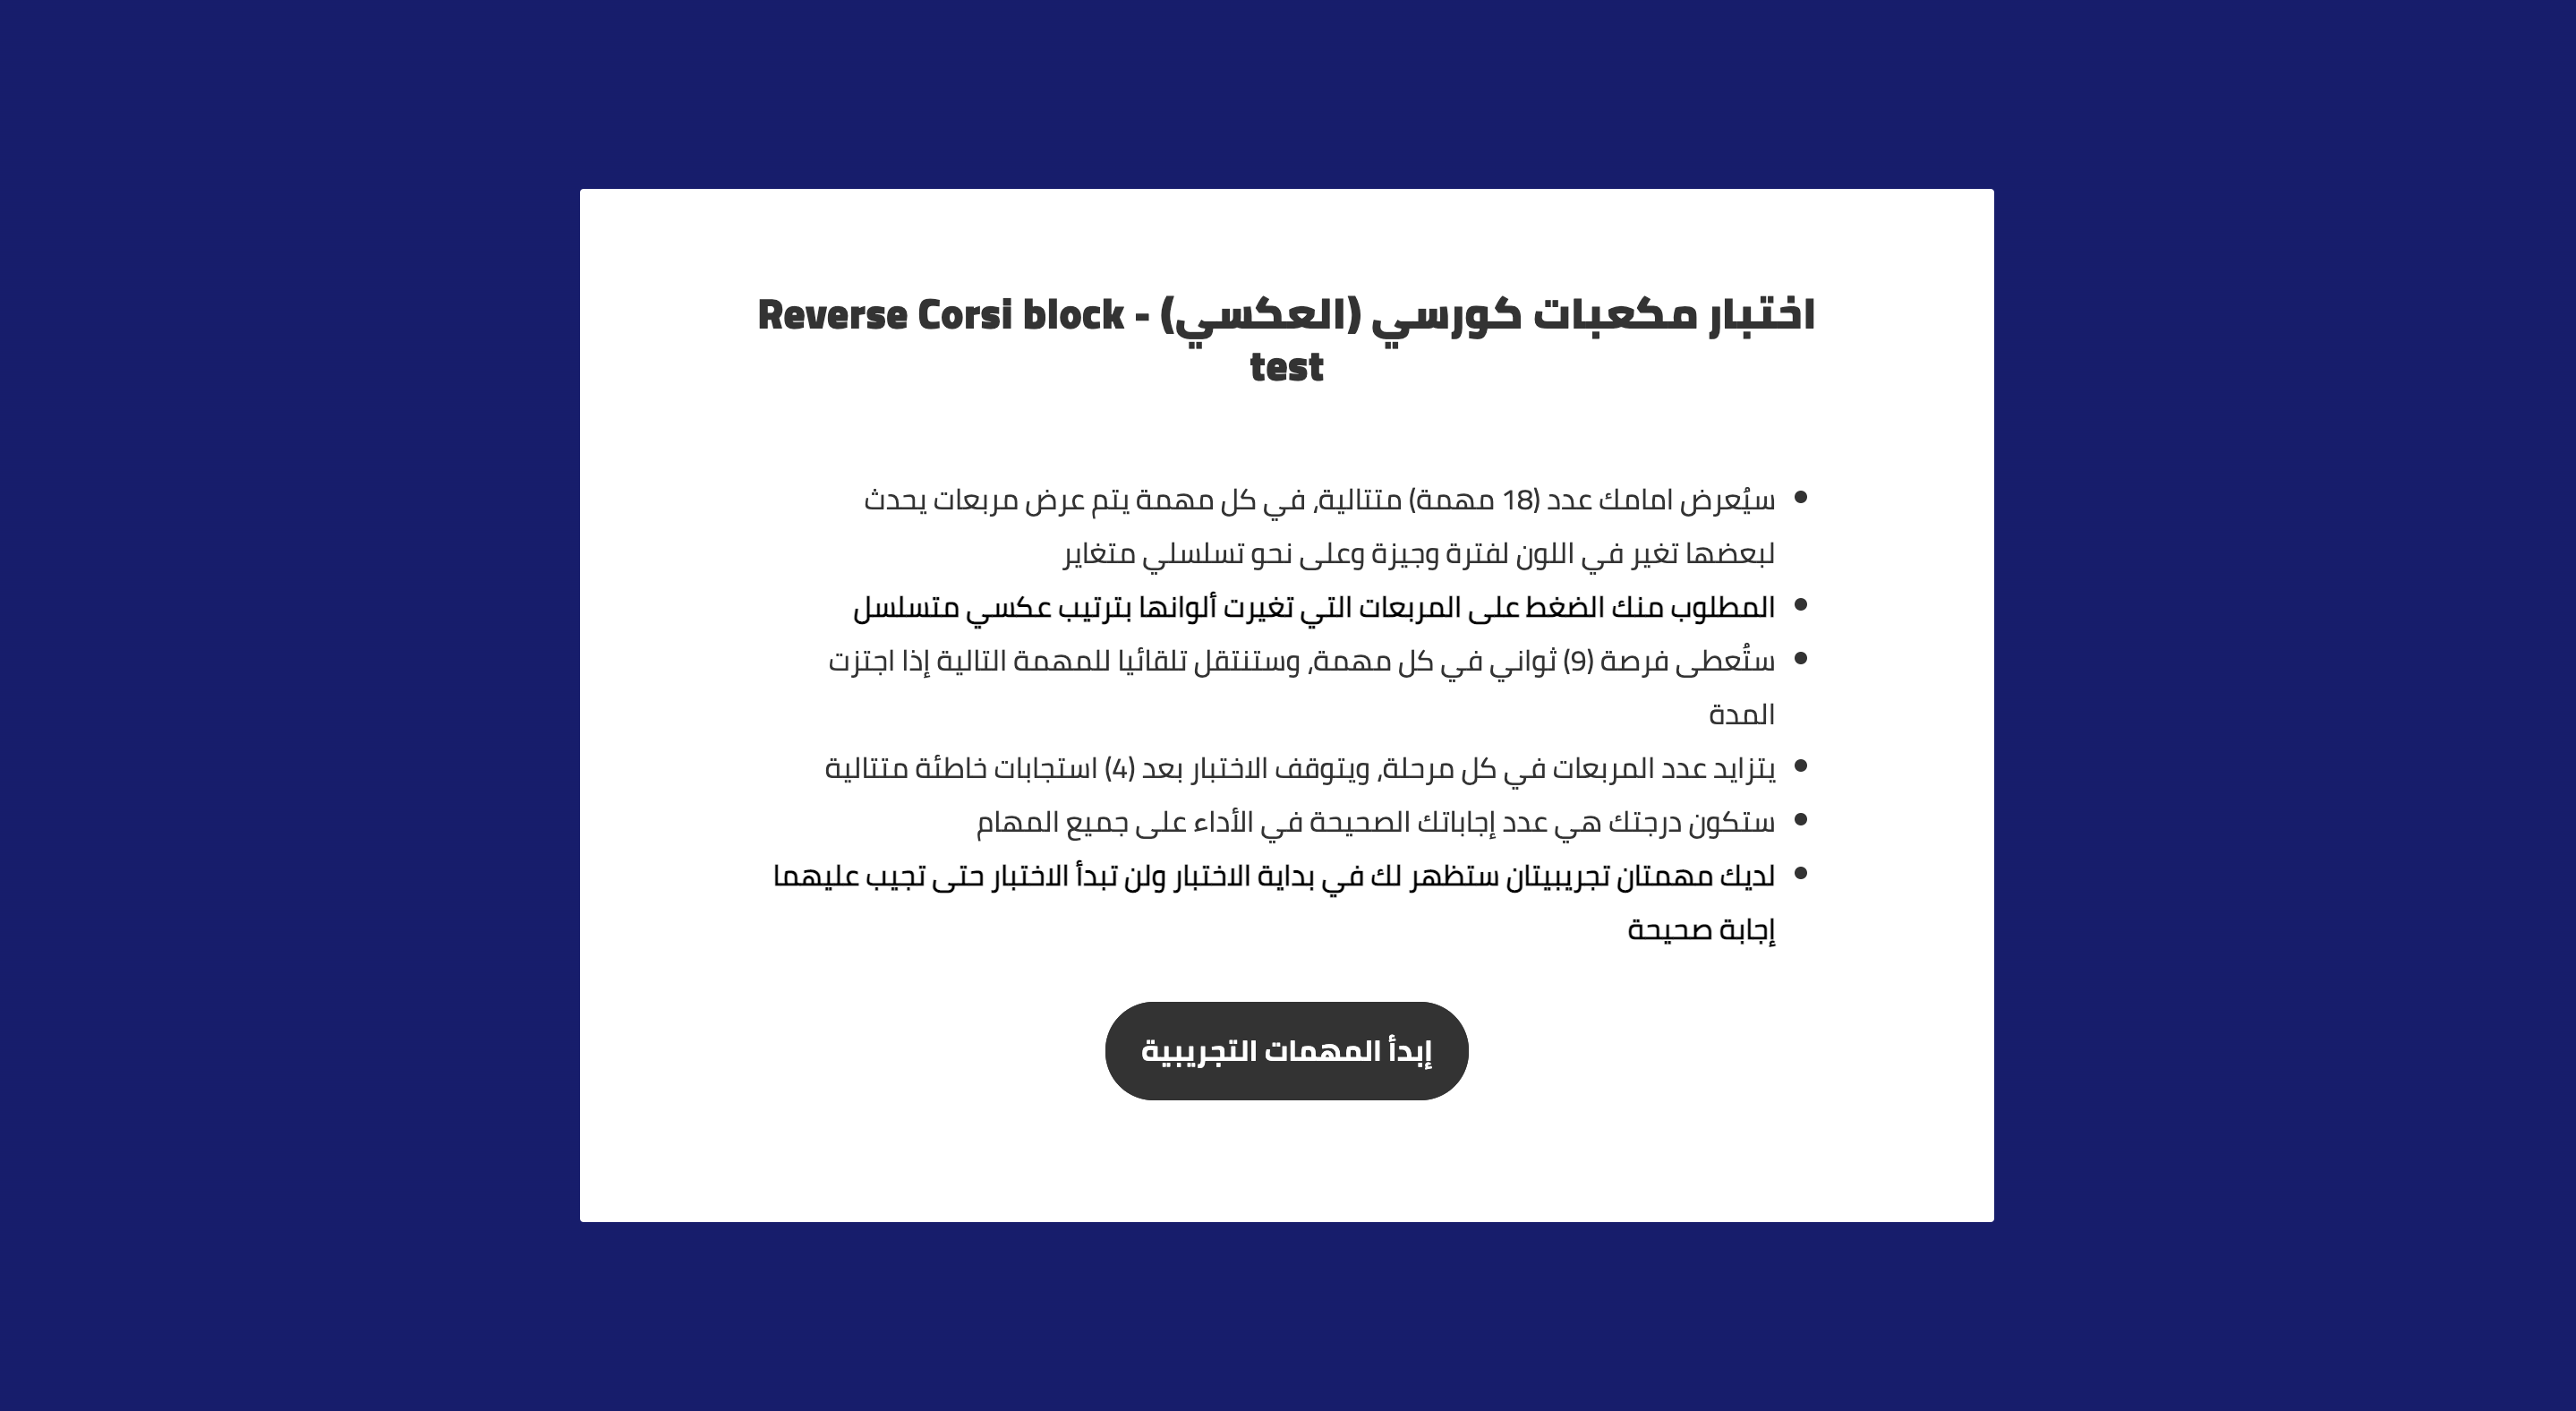 اختبار مكعبات كورسي (العكسي) - Reverse Corsi block
test
سيُعرض امامك عدد (18 مهمة) متتالية، في كل مهمة يتم عرض مربعات يحدث
لبعضها تغير في اللون لفترة وجيزة وعلى نحو تسلسلي متغاير
المطلوب منك الضغط على المربعات التي تغيرت ألوانها بترتيب عكسي متسلسل
ستُعطى فرصة (9) ثواني في كل مهمة، وستنتقل تلقائيا للمهمة التالية إذا اجتزت
المدة
يتزايد عدد المربعات في كل مرحلة، ويتوقف الاختبار بعد (4) استجابات خاطئة متتالية
ستكون درجتك هي عدد إجاباتك الصحيحة في الأداء على جميع المهام
لديك مهمتان تجريبيتان ستظهر لك في بداية الاختبار ولن تبدأ الاختبار حتى تجيب عليهما
إجابة صحيحة
إبدأ المهمات التجريبية